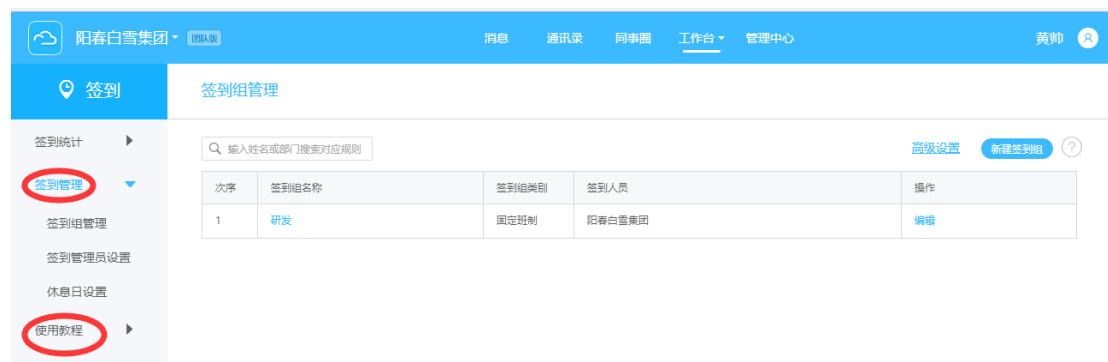 阳春白雪集团 团队版 消息 通讯录 同事圈 工作台 管理中心 黄帅
签到 签到组管理
签到统计 输入姓名或部门搜索对应规则 高级设置 新建签到组 ?
签到管理 次序 签到组名称 签到组类别 签到人员 操作
签到组管理 1 研发 固定班制 阳春白雪集团 编辑
签到管理员设置
休息日设置
使用教程